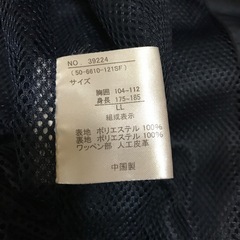 NO. 39224
(50-6610-121SF)
サイズ
胸囲 104-112
身長 175-185
LL
組成表示
表地 ポリエステル 100%
裏地 ポリエステル 100%
ワッペン部 人工皮革
中国製